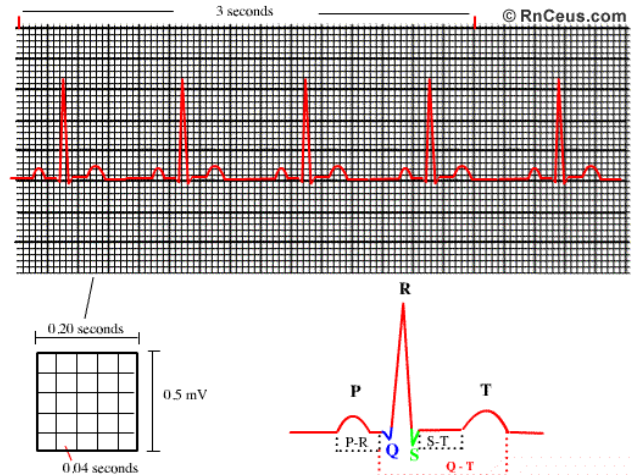 3 seconds
© RnCeus.com
0.20 seconds
0.5 mV
0.04 seconds
R
P
T
P-R
Q
S
S-T
Q - T